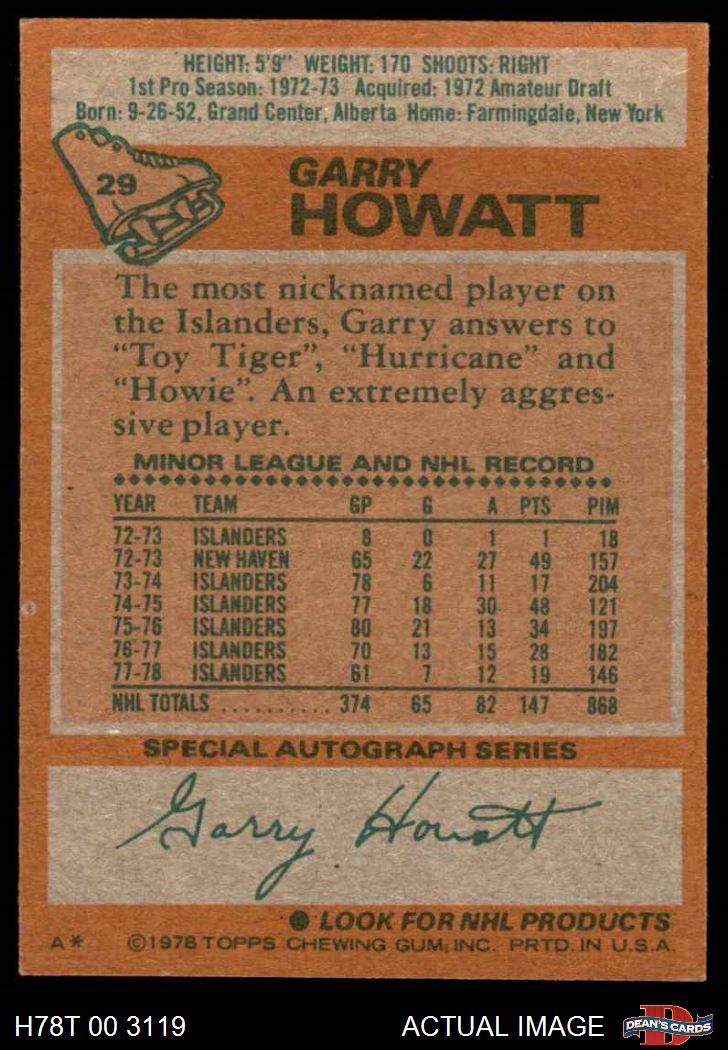 HEIGHT: 5'9" WEIGHT: 170 SHOOTS: RIGHT
1st Pro Season: 1972-73 Acquired: 1972 Amateur Draft
Born: 9-26-52, Grand Center, Alberta Home: Farmingdale, New York
29
GARRY
HOWATT
The most nicknamed player on
the Islanders, Garry answers to
"Toy Tiger", "Hurricane" and
"Howie". An extremely aggres-
sive player.
MINOR LEAGUE AND NHL RECORD
YEAR TEAM GP G A PTS PIM
72-73 ISLANDERS 8 0 1 1 18
72-73 NEW HAVEN 65 22 27 49 157
73-74 ISLANDERS 78 6 11 17 204
74-75 ISLANDERS 77 18 30 48 121
75-76 ISLANDERS 80 21 13 34 197
76-77 ISLANDERS 70 13 15 28 182
77-78 ISLANDERS 61 7 12 19 146
NHL TOTALS .......... 374 65 82 147 868
SPECIAL AUTOGRAPH SERIES
Garry Howatt
● LOOK FOR NHL PRODUCTS
A* ©1978 TOPPS CHEWING GUM, INC. PRTD. IN U.S.A.
H78T 00 3119 ACTUAL IMAGE D DEAN'S CARDS